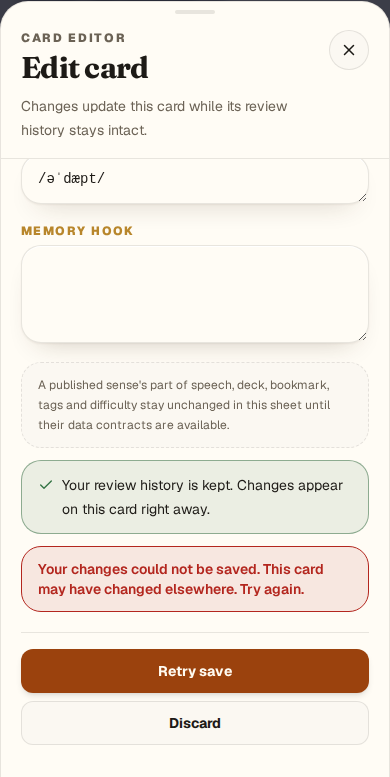 CARD EDITOR
Edit card
Changes update this card while its review
history stays intact.
/əˈdæpt/
MEMORY HOOK
A published sense's part of speech, deck, bookmark,
tags and difficulty stay unchanged in this sheet until
their data contracts are available.
Your review history is kept. Changes appear
on this card right away.
Your changes could not be saved. This card
may have changed elsewhere. Try again.
Retry save
Discard